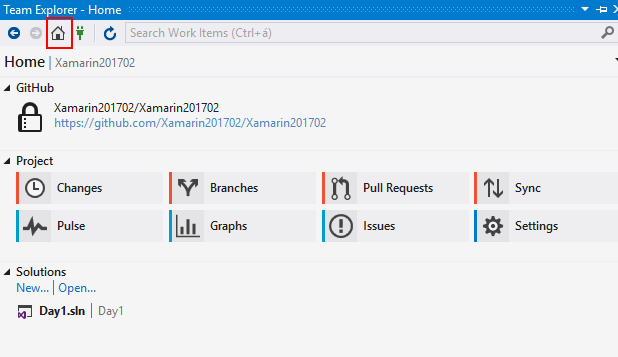 Team Explorer - Home
Search Work Items (Ctrl+á)
Home | Xamarin201702
GitHub
Xamarin201702/Xamarin201702
https://github.com/Xamarin201702/Xamarin201702
Project
Changes Branches Pull Requests Sync
Pulse Graphs Issues Settings
Solutions
New... | Open...
Day1.sln | Day1